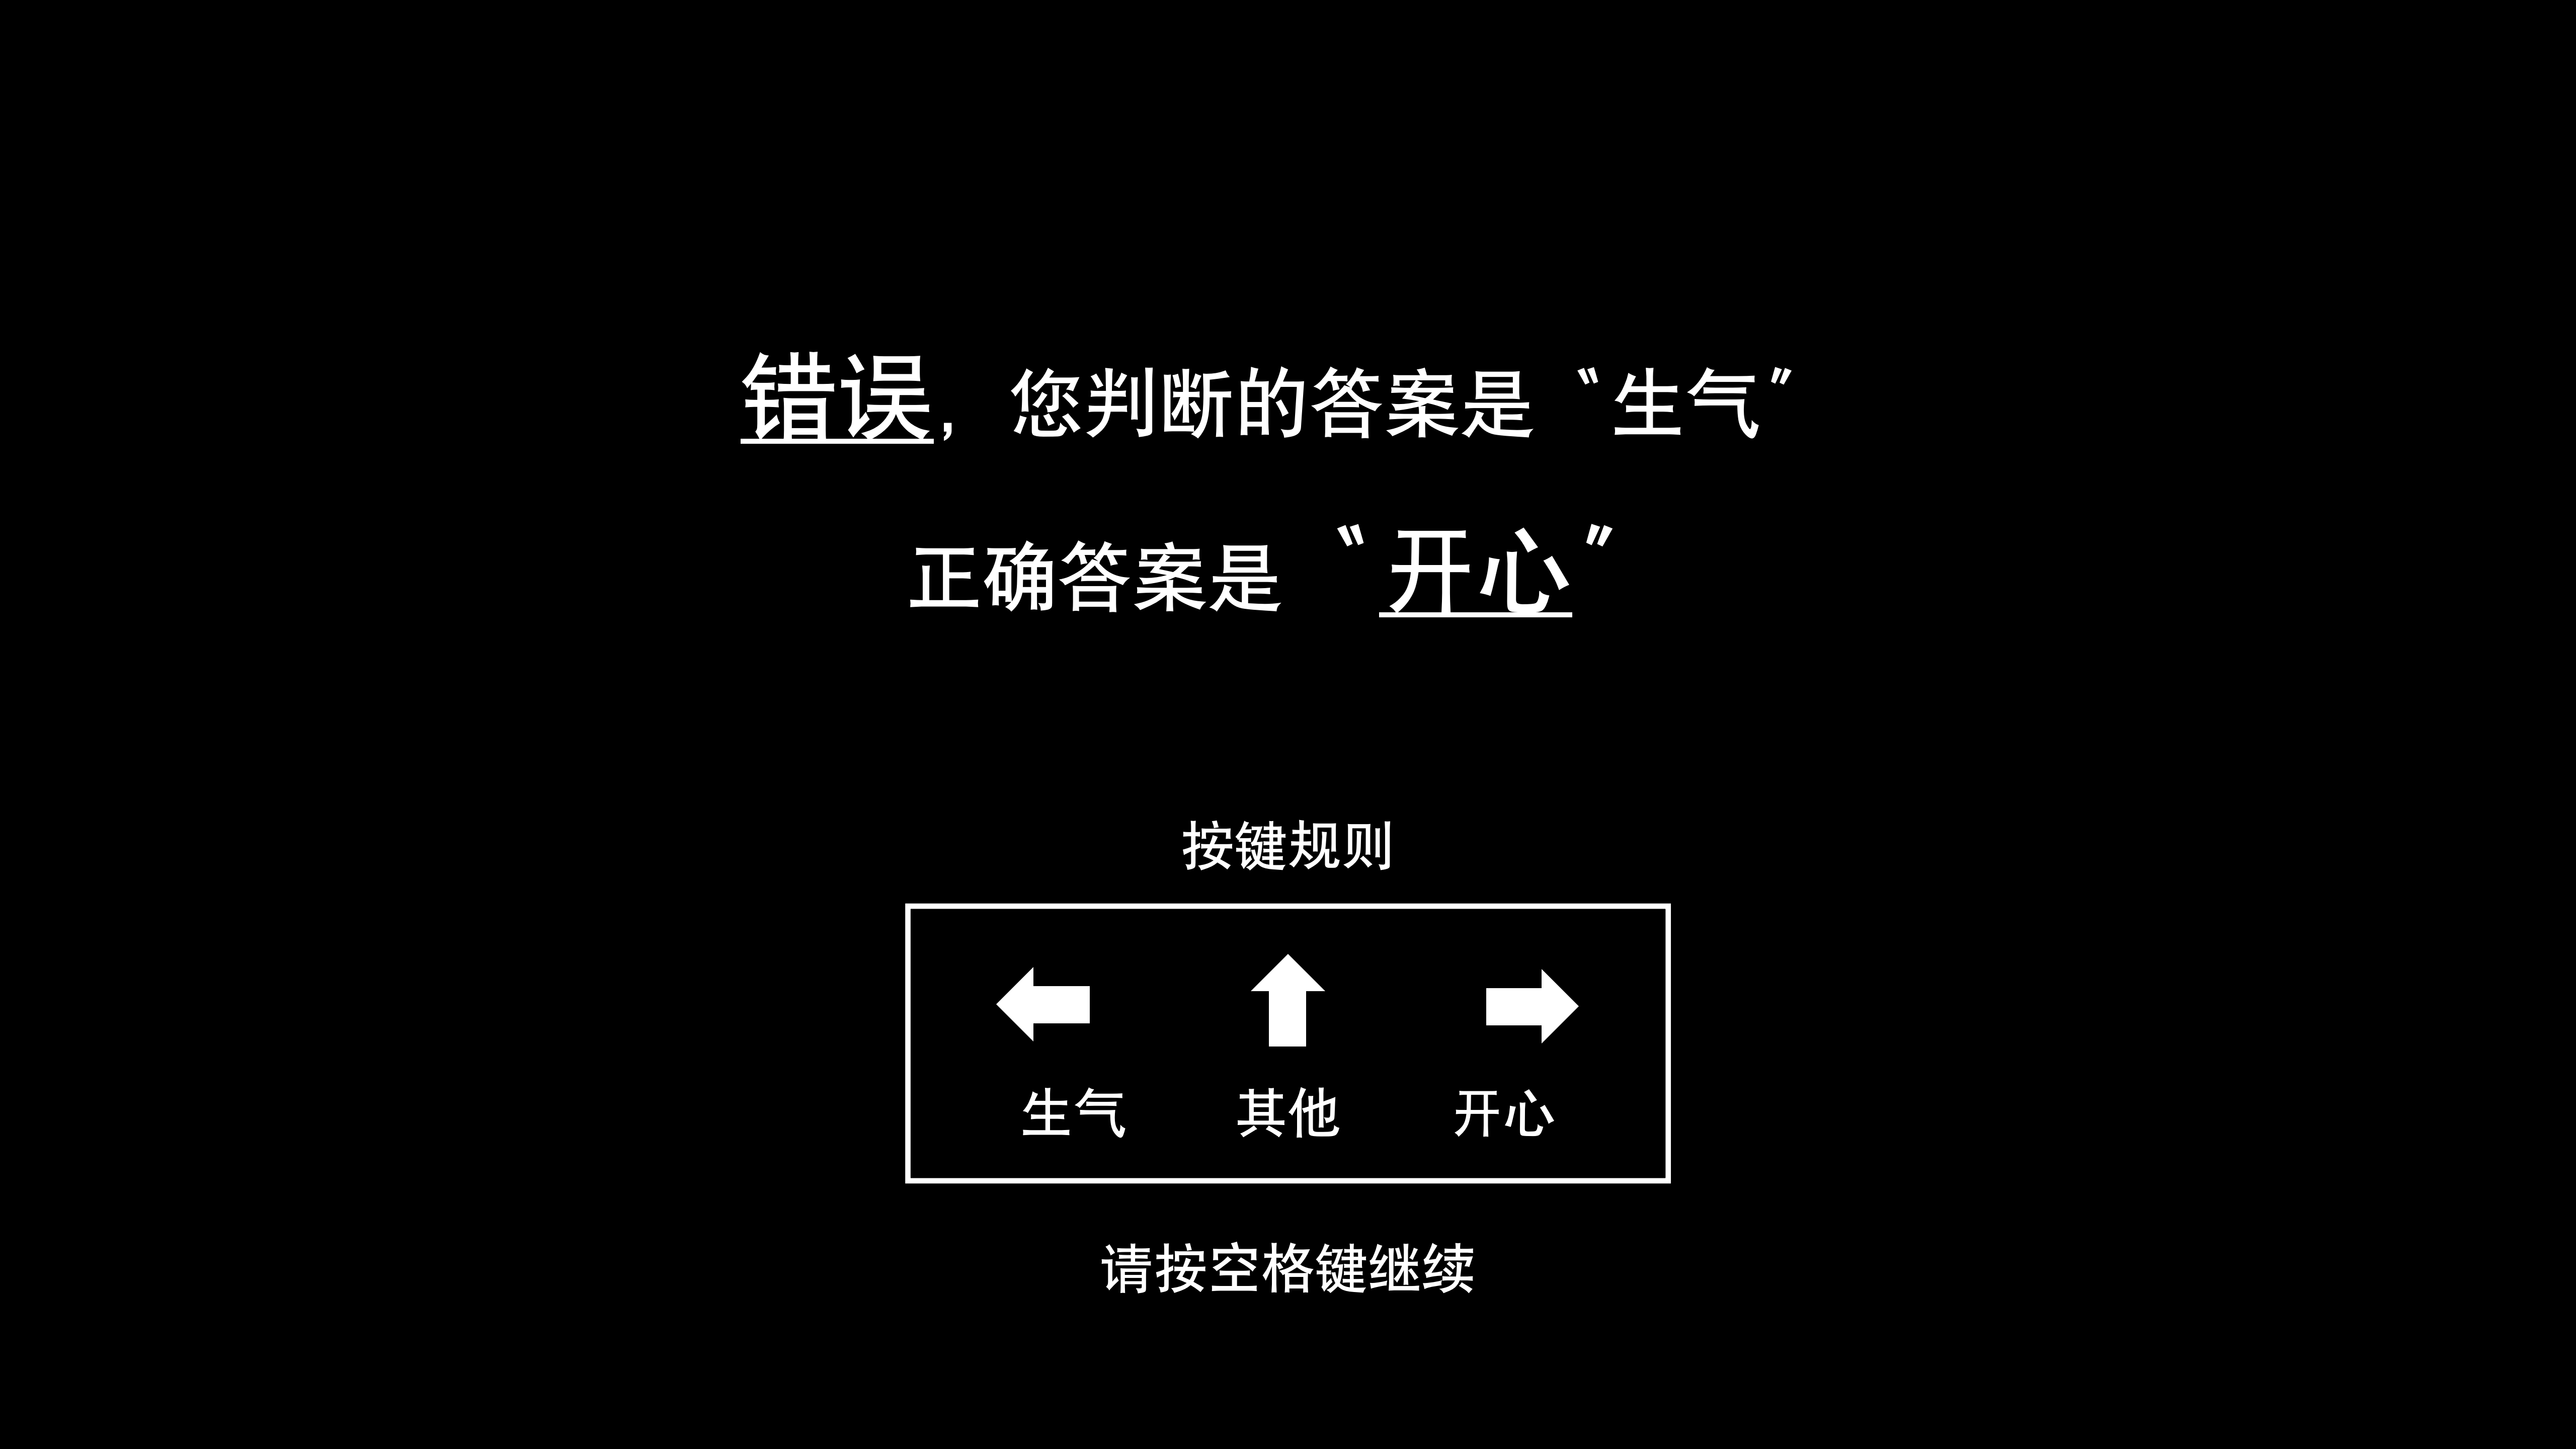 错误，您判断的答案是“生气”
正确答案是“开心”
按键规则
生气 其他 开心
请按空格键继续